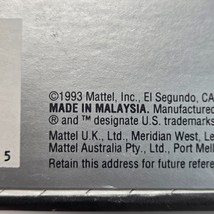 ©1993 Mattel, Inc., El Segundo, CA
MADE IN MALAYSIA. Manufactur
® and ™ designate U.S. trademarks
Mattel U.K., Ltd., Meridian West, Le
Mattel Australia Pty., Ltd., Port Mell
Retain this address for future refere
5